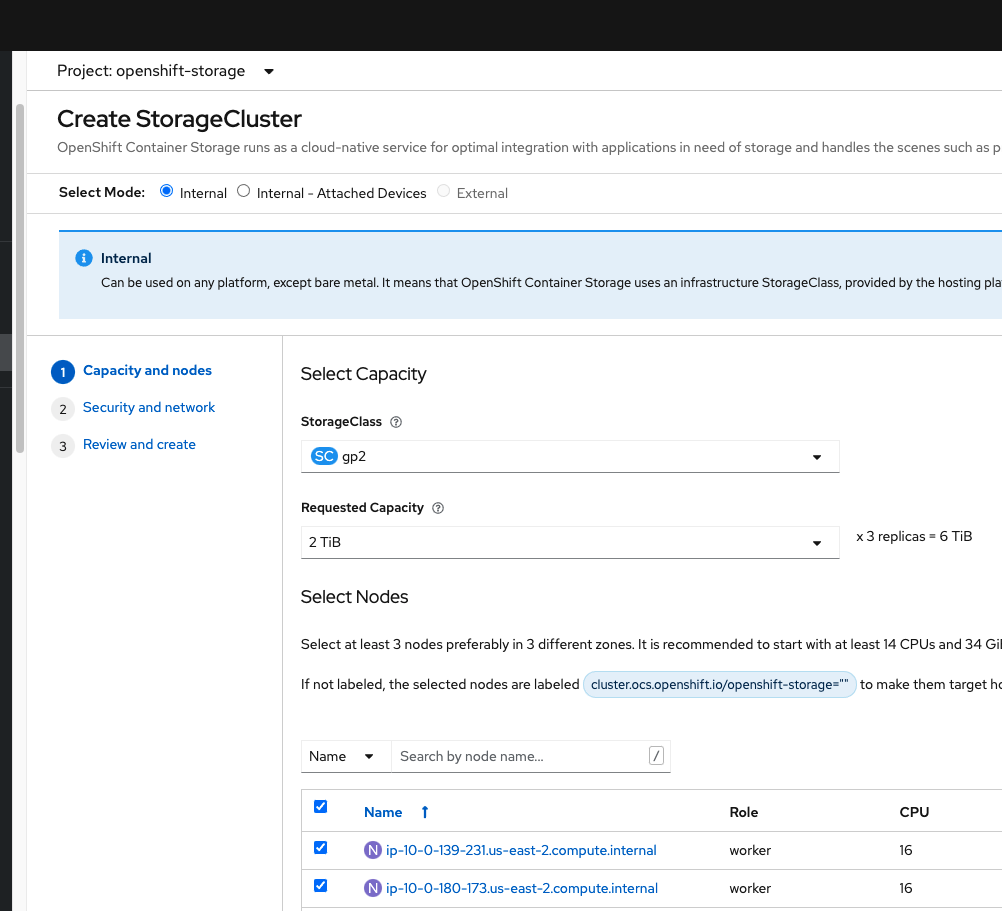 Project: openshift-storage
Create StorageCluster
OpenShift Container Storage runs as a cloud-native service for optimal integration with applications in need of storage and handles the scenes such as p
Select Mode: Internal Internal - Attached Devices External
Internal
Can be used on any platform, except bare metal. It means that OpenShift Container Storage uses an infrastructure StorageClass, provided by the hosting pla
1 Capacity and nodes
2 Security and network
3 Review and create
Select Capacity
StorageClass
SC gp2
Requested Capacity
2 TiB x 3 replicas = 6 TiB
Select Nodes
Select at least 3 nodes preferably in 3 different zones. It is recommended to start with at least 14 CPUs and 34 Gi
If not labeled, the selected nodes are labeled cluster.ocs.openshift.io/openshift-storage="" to make them target ho
Name Search by node name... /
Name Role CPU
N ip-10-0-139-231.us-east-2.compute.internal worker 16
N ip-10-0-180-173.us-east-2.compute.internal worker 16